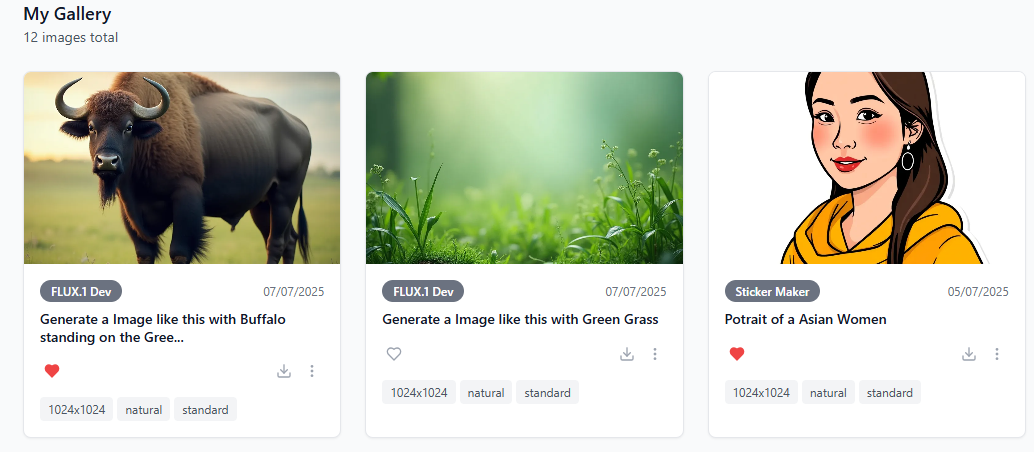 My Gallery
12 images total
FLUX.1 Dev
07/07/2025
Generate a Image like this with Buffalo
standing on the Gree...
1024x1024
natural
standard
FLUX.1 Dev
07/07/2025
Generate a Image like this with Green Grass
1024x1024
natural
standard
Sticker Maker
05/07/2025
Potrait of a Asian Women
1024x1024
natural
standard